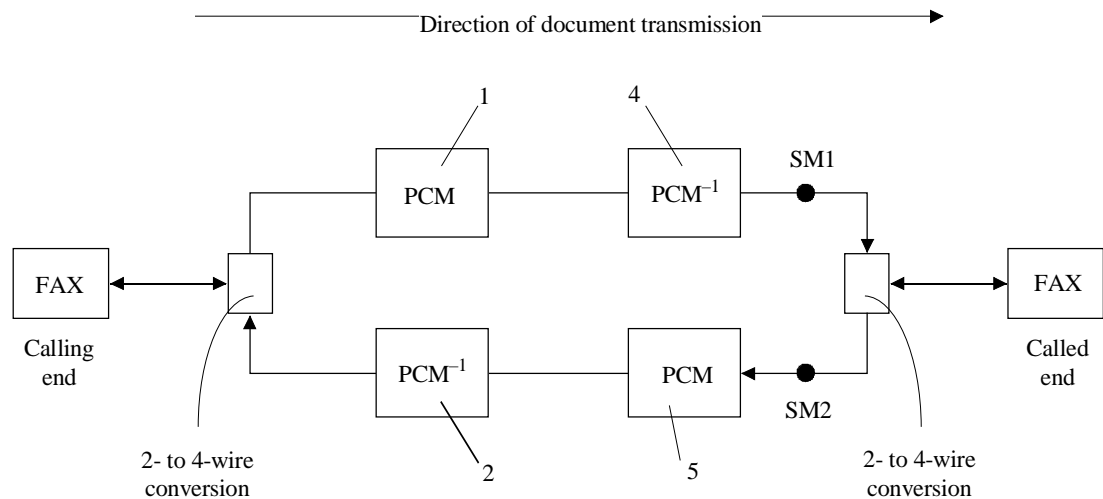 Direction of document transmission
1
4
SM1
PCM
PCM⁻¹
FAX
FAX
Calling
end
Called
end
PCM⁻¹
PCM
SM2
2- to 4-wire
conversion
2
5
2- to 4-wire
conversion